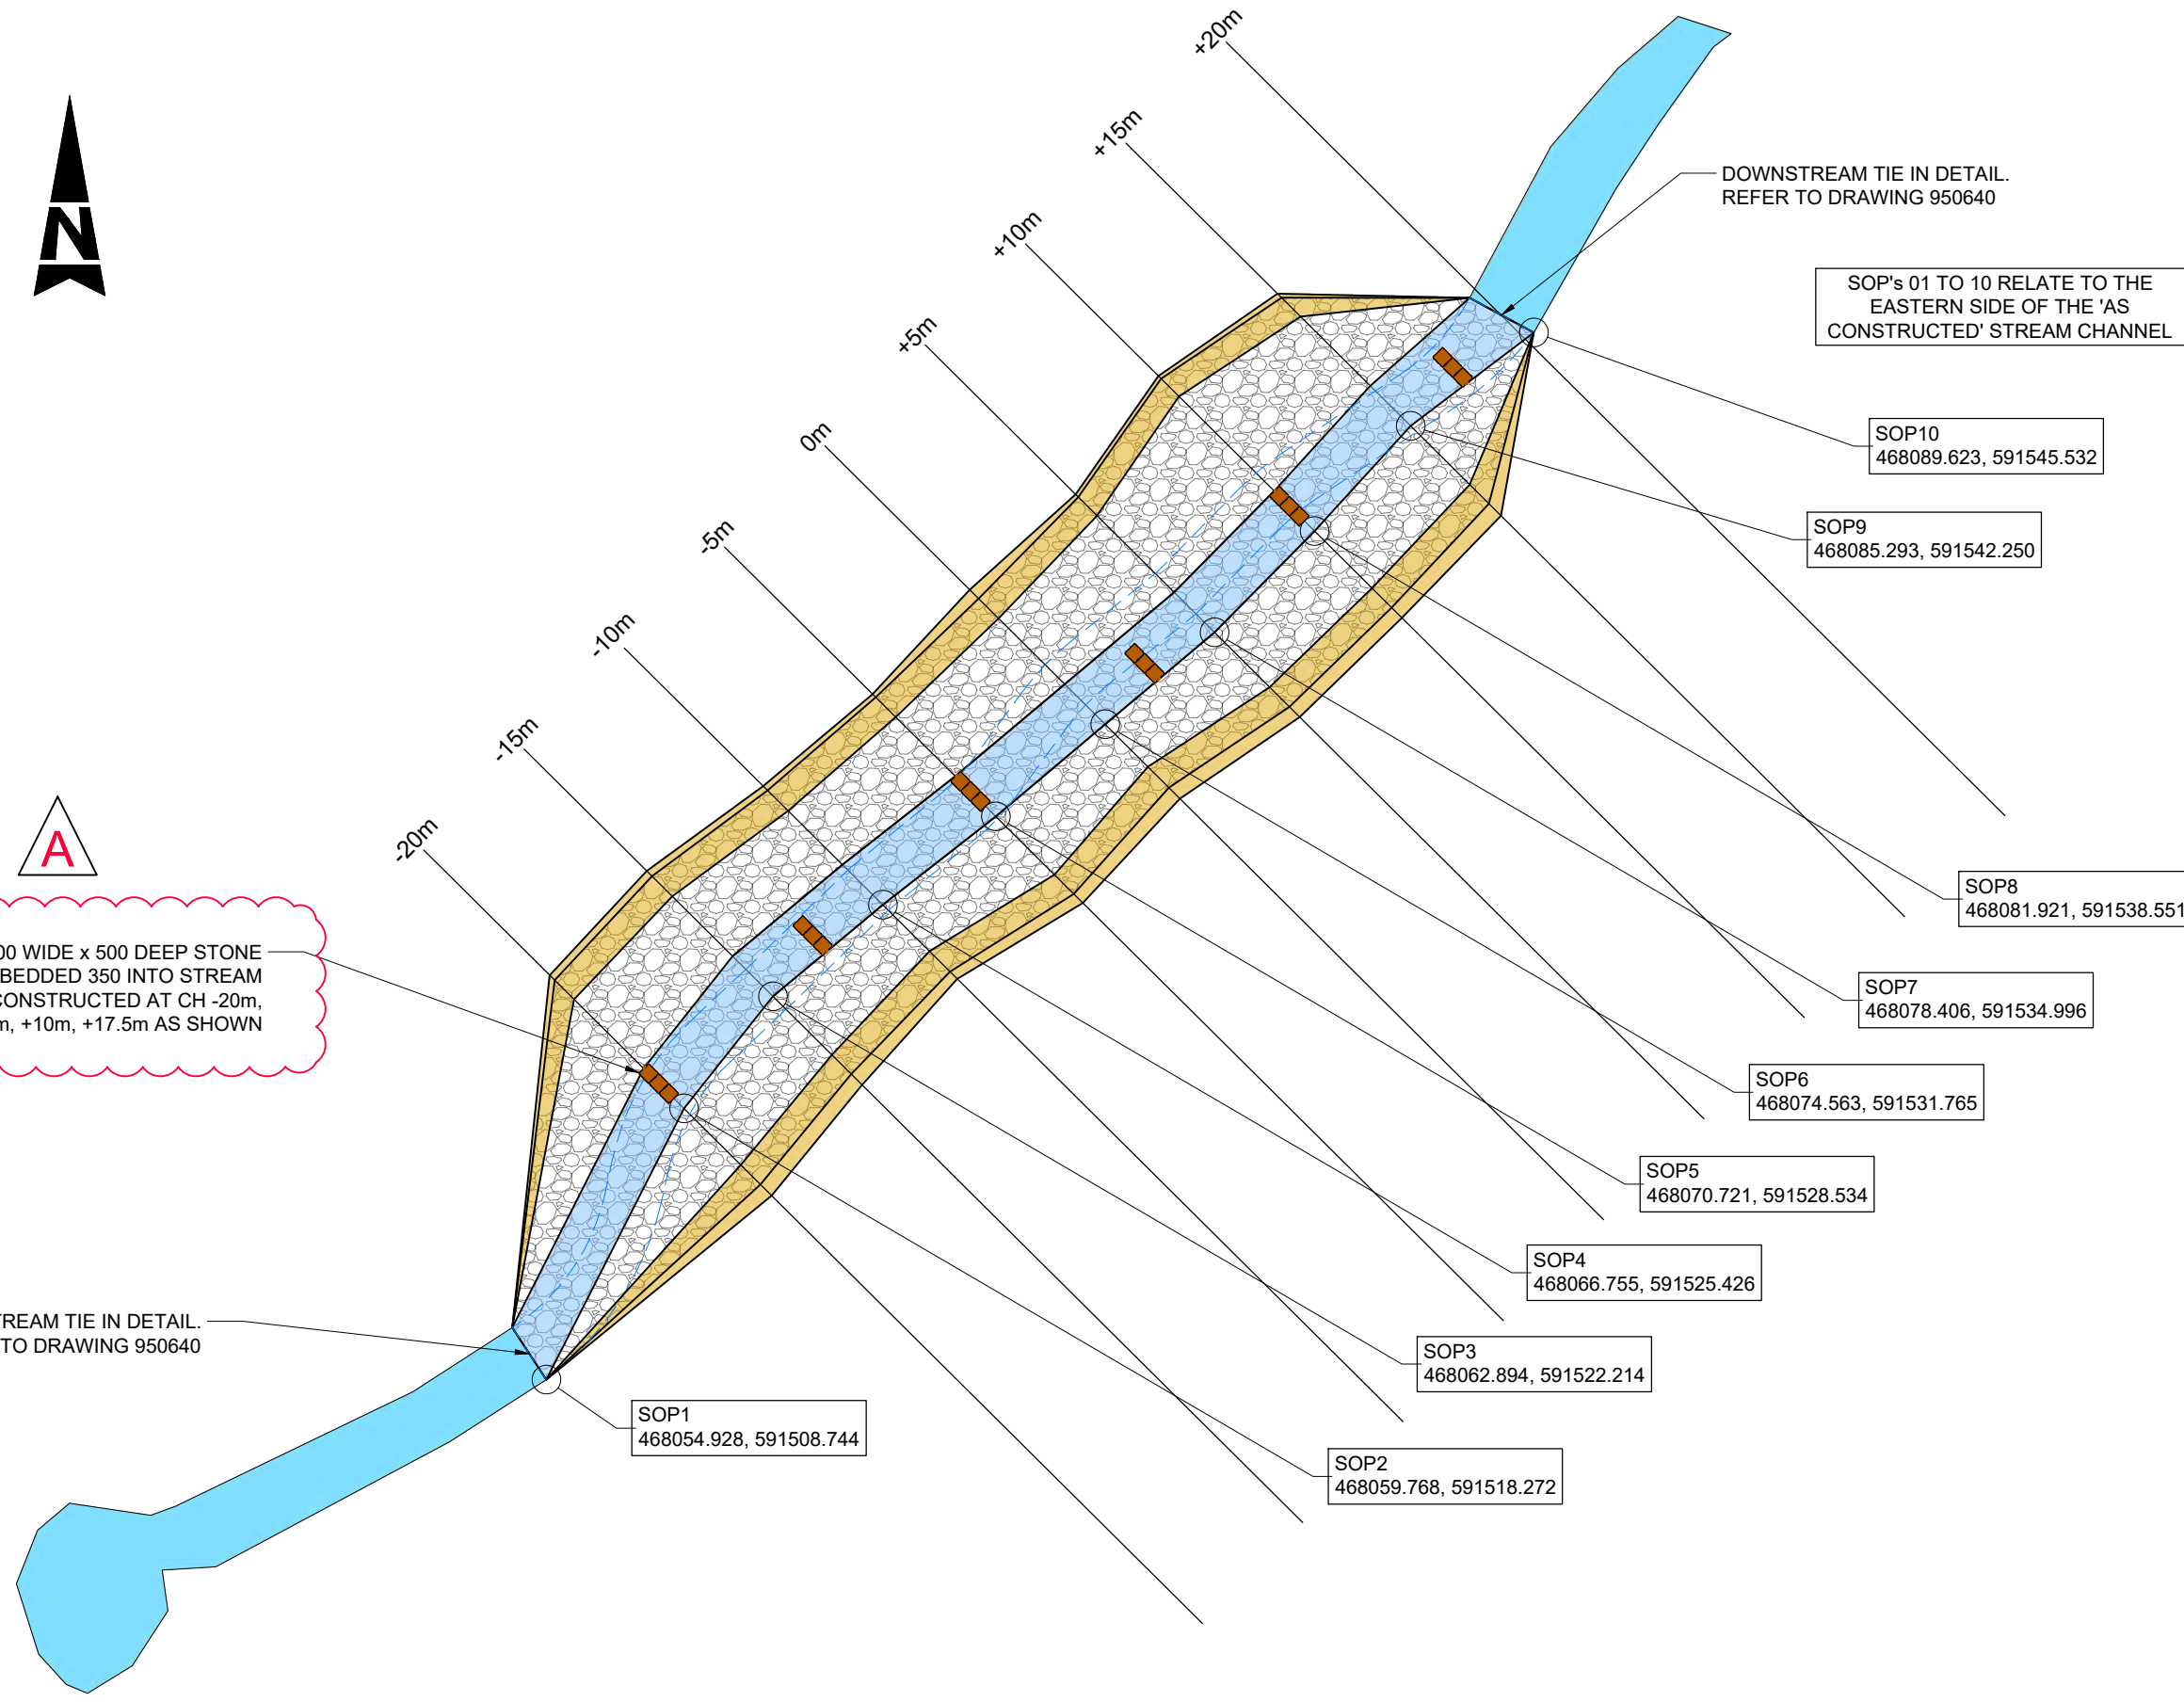 +20m
+15m
+10m
+5m
0m
-5m
-10m
-15m
-20m
N
DOWNSTREAM TIE IN DETAIL.
REFER TO DRAWING 950640
SOP's 01 TO 10 RELATE TO THE
EASTERN SIDE OF THE 'AS
CONSTRUCTED' STREAM CHANNEL
SOP10
468089.623, 591545.532
SOP9
468085.293, 591542.250
SOP8
468081.921, 591538.551
SOP7
468078.406, 591534.996
SOP6
468074.563, 591531.765
SOP5
468070.721, 591528.534
SOP4
468066.755, 591525.426
SOP3
468062.894, 591522.214
SOP2
468059.768, 591518.272
SOP1
468054.928, 591508.744
A
WIDE x 500 DEEP STONE
BEDDED 350 INTO STREAM
CONSTRUCTED AT CH -20m,
+10m, +17.5m AS SHOWN
TIE IN DETAIL.
TO DRAWING 950640